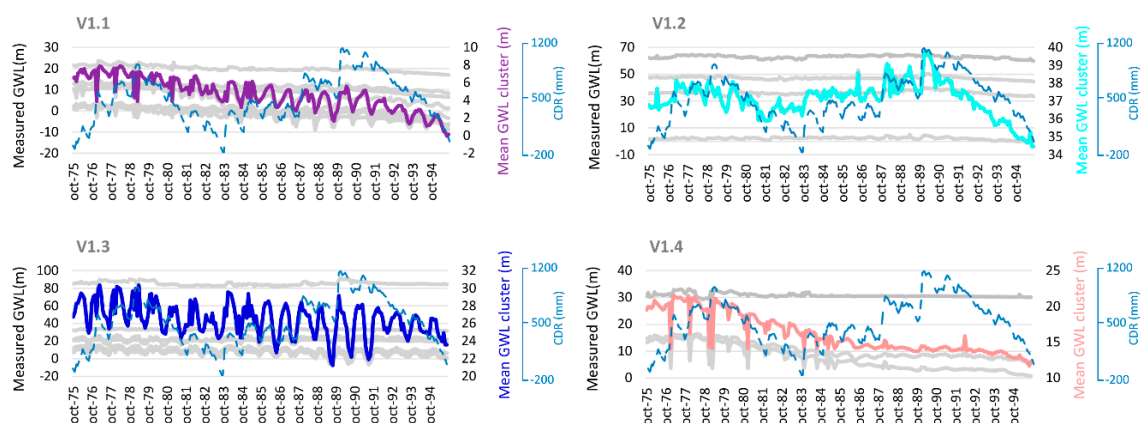 V1.1
Measured GWL(m)
30
20
10
0
-10
-20
10
8
6
4
2
0
-2
Mean GWL cluster (m)
1200
500
-200
CDR (mm)
oct-75
oct-76
oct-77
oct-78
oct-79
oct-80
oct-81
oct-82
oct-83
oct-84
oct-85
oct-86
oct-87
oct-88
oct-89
oct-90
oct-91
oct-92
oct-93
oct-94
V1.2
Measured GWL(m)
70
50
30
10
-10
40
39
38
37
36
35
34
Mean GWL cluster (m)
1200
500
-200
CDR (mm)
oct-75
oct-76
oct-77
oct-78
oct-79
oct-80
oct-81
oct-82
oct-83
oct-84
oct-85
oct-86
oct-87
oct-88
oct-89
oct-90
oct-91
oct-92
oct-93
oct-94
V1.3
Measured GWL(m)
100
80
60
40
20
0
-20
32
30
28
26
24
22
20
Mean GWL cluster (m)
1200
500
-200
CDR (mm)
oct-75
oct-76
oct-77
oct-78
oct-79
oct-80
oct-81
oct-82
oct-83
oct-84
oct-85
oct-86
oct-87
oct-88
oct-89
oct-90
oct-91
oct-92
oct-93
oct-94
V1.4
Measured GWL(m)
40
30
20
10
0
25
20
15
10
Mean GWL cluster (m)
1200
500
-200
CDR (mm)
oct-75
oct-76
oct-77
oct-78
oct-79
oct-80
oct-81
oct-82
oct-83
oct-84
oct-85
oct-86
oct-87
oct-88
oct-89
oct-90
oct-91
oct-92
oct-93
oct-94